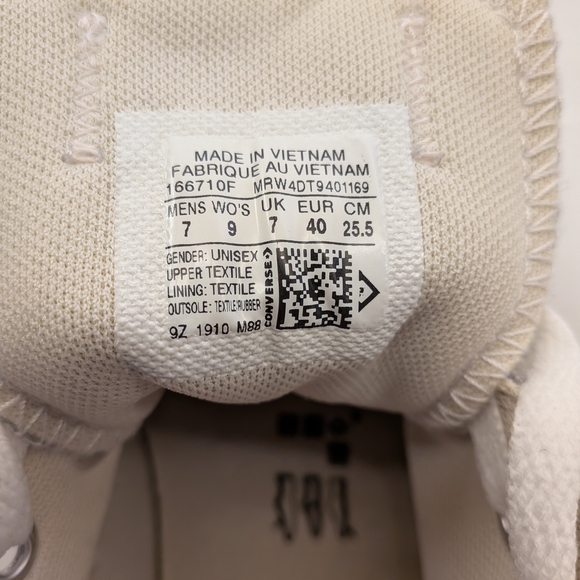 MADE IN VIETNAM
FABRIQUE AU VIETNAM
166710F MRW4DT9401169
MENS WO'S UK EUR CM
7 9 7 40 25.5
GENDER: UNISEX
UPPER: TEXTILE
LINING: TEXTILE
OUTSOLE: TEXTILE/RUBBER
CONVERSE
9Z 1910 M88